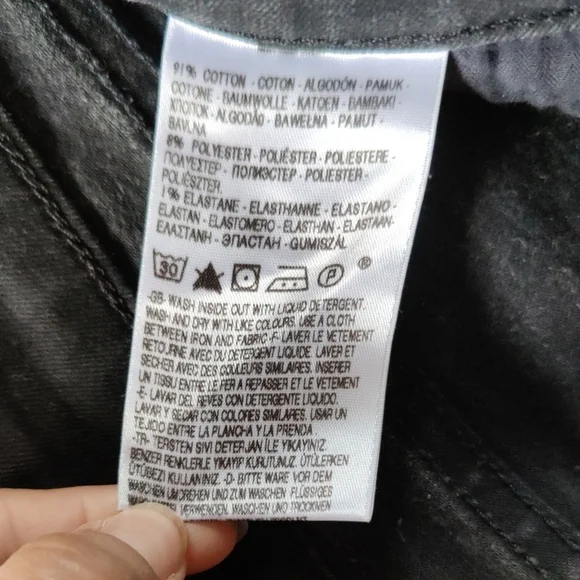 91% COTTON - COTON - ALGODÓN - PAMUK -
COTONE - BAUMWOLLE - KATOEN - BAMBAKI -
ХЛОПОК - ALGODÃO - BAWEŁNA - PAMUT -
BAVLNA
8% POLYESTER - POLIÉSTER - POLIESTERE -
ΠΟΛΥΕΣΤΕΡ - ПОЛИЭСТЕР - POLIESTER -
POLIÉSZTER
1% ELASTANE - ELASTHANNE - ELASTANO -
ELASTAN - ELASTOMERO - ELASTHAN - ELASTAAN-
ΕΛΑΣΤΑΝΗ - ЭЛАСТАН - GUMISZÁL
30 P ®
-GB- WASH INSIDE OUT WITH LIQUID DETERGENT.
WASH AND DRY WITH LIKE COLOURS. USE A CLOTH
BETWEEN IRON AND FABRIC -F- LAVER LE VETEMENT
RETOURNE AVEC DU DETERGENT LIQUIDE. LAVER ET
SECHER AVEC DES COULEURS SIMILAIRES. INSERER
UN TISSU ENTRE LE FER A REPASSER ET LE VETEMENT
-E- LAVAR DEL REVES CON DETERGENTE LIQUIDO.
LAVAR Y SECAR CON COLORES SIMILARES. USAR UN
TEJIDO ENTRE LA PLANCHA Y LA PRENDA
-TR- TERSTEN SIVI DETERJAN İLE YIKAYINIZ.
BENZER RENKLERLE YIKAYIP KURUTUNUZ. ÜTÜLERKEN
ÜTÜBEZI KULLANINIZ -D- BITTE WARE VOR DEM
WASCHEN UMDREHEN UND ZUM WASCHEN FLÜSSIGES
VERWENDEN. WASCHEN UND TROCKNEN